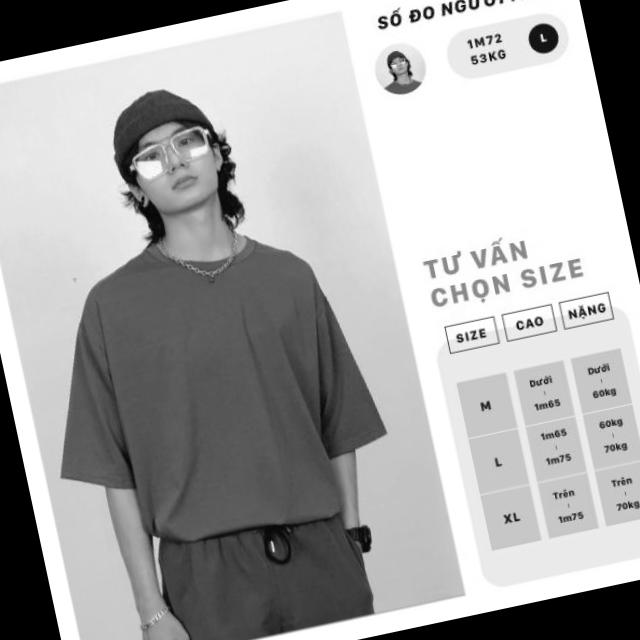 SỐ ĐO NGƯỜI
1M72
53KG
L
TƯ VẤN
CHỌN SIZE
SIZE CAO NẶNG
M Dưới - 1m65 Dưới - 60kg
L 1m65 - 1m75 60kg - 70kg
XL Trên - 1m75 Trên - 70kg